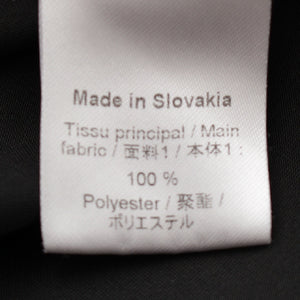 Made in Slovakia
Tissu principal / Main
fabric / 面料1 / 本体1 :
100 %
Polyester / 聚酯 /
ポリエステル